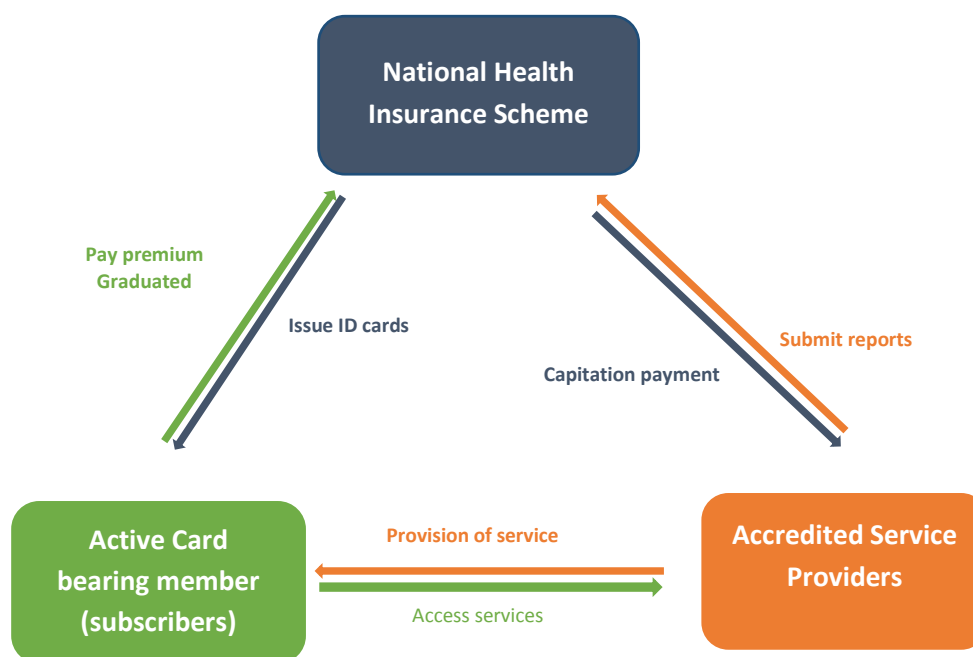 National Health
Insurance Scheme
Pay premium
Graduated
Issue ID cards
Submit reports
Capitation payment
Active Card
bearing member
(subscribers)
Provision of service
Access services
Accredited Service
Providers